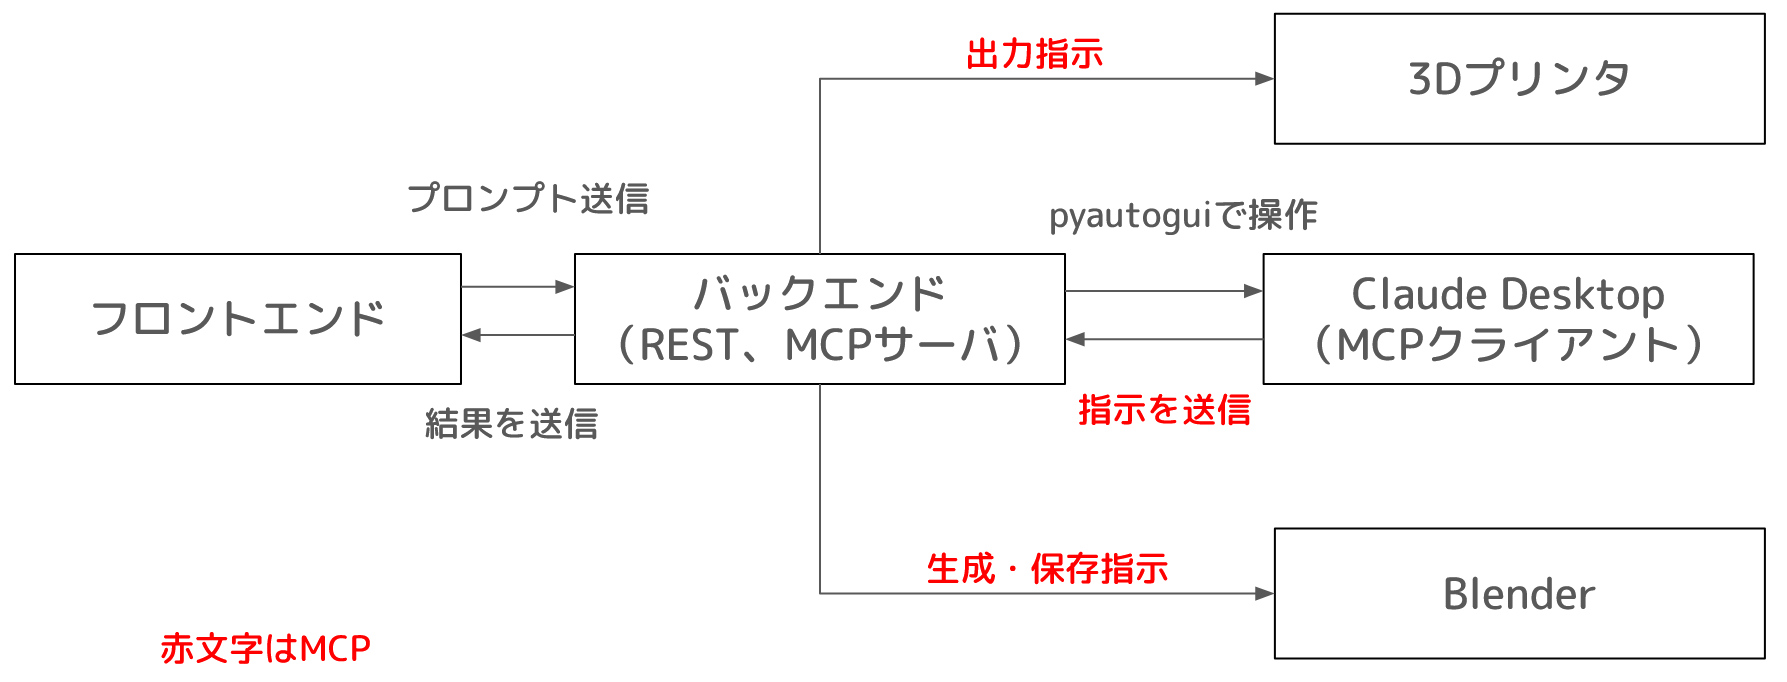 出力指示
3Dプリンタ
プロンプト送信
pyautoguiで操作
フロントエンド
バックエンド
（REST、MCPサーバ）
Claude Desktop
（MCPクライアント）
結果を送信
指示を送信
生成・保存指示
Blender
赤文字はMCP